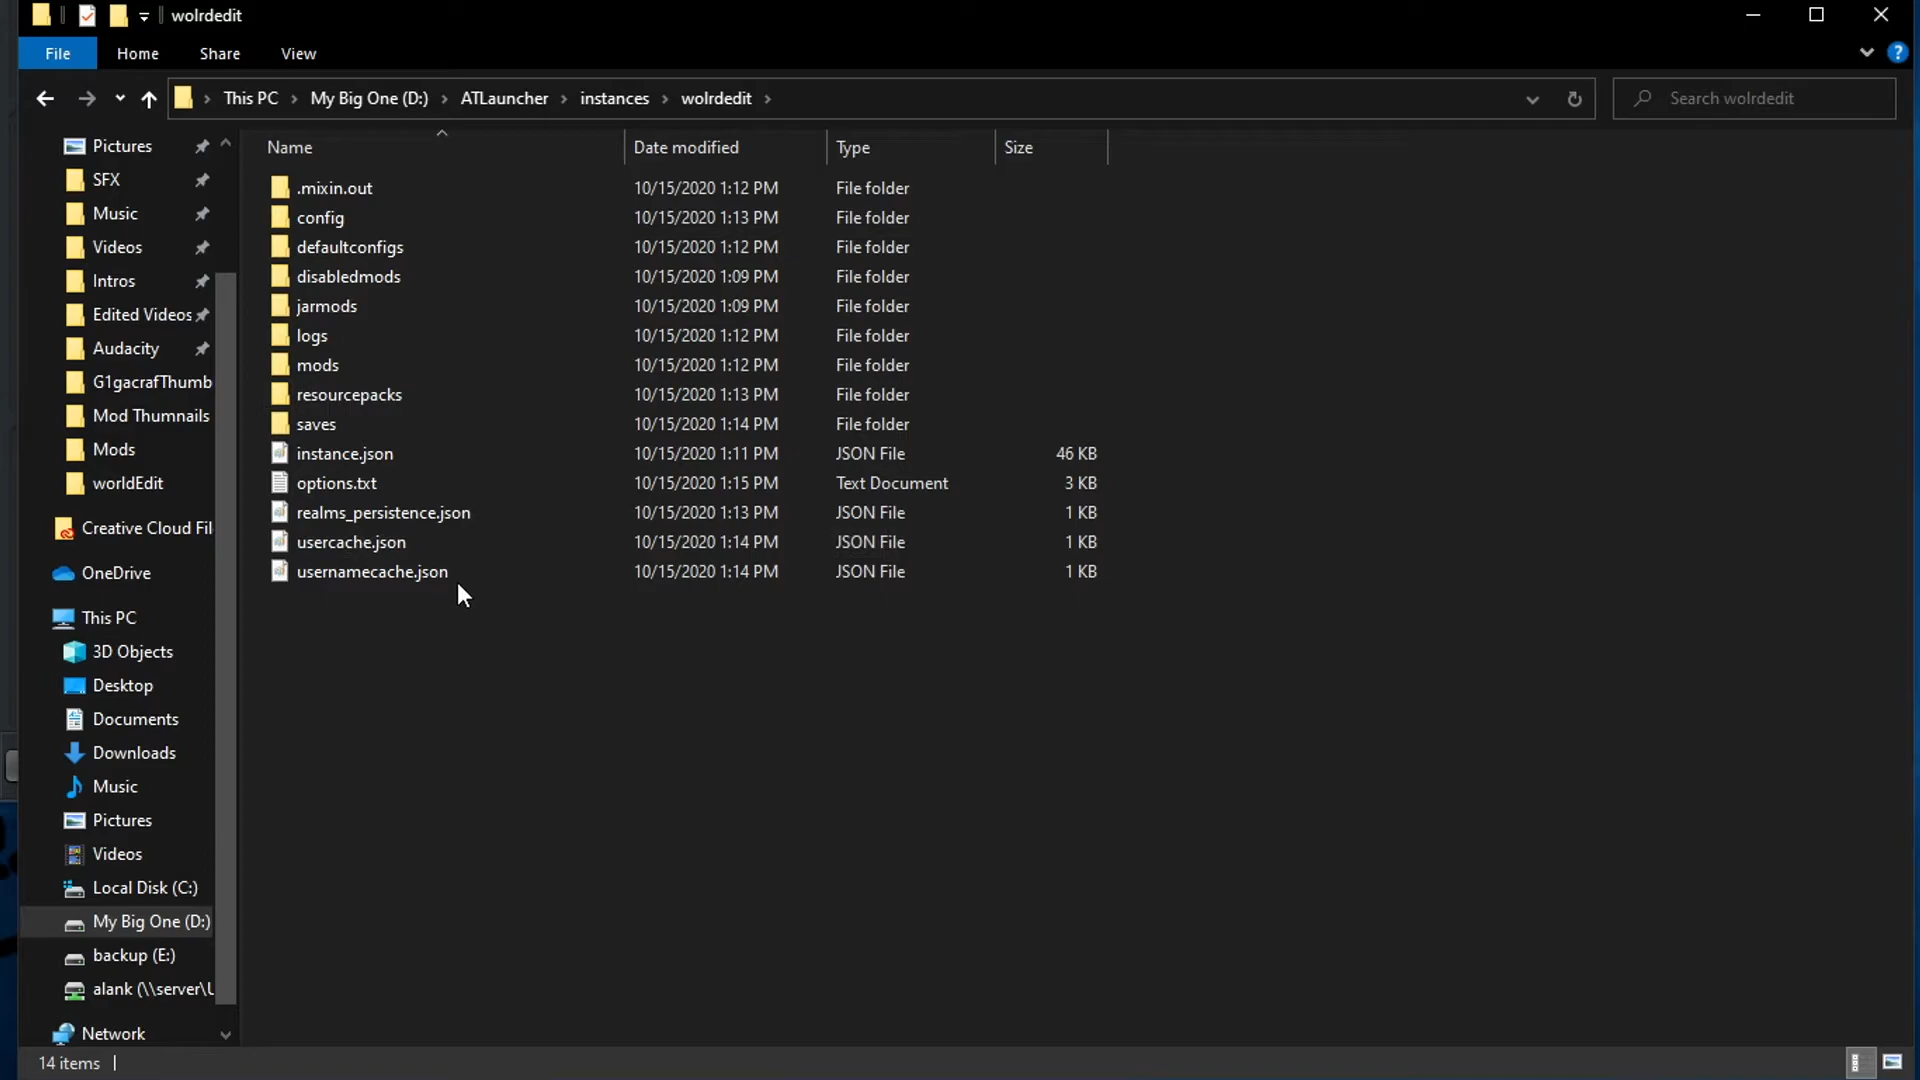 wolrdedit
File Home Share View
This PC My Big One (D:) ATLauncher instances wolrdedit Search wolrdedit
Name Date modified Type Size
Pictures
SFX
Music
Videos
Intros
Edited Videos
Audacity
G1gacrafThumb
Mod Thumnails
Mods
worldEdit
Creative Cloud Fil
OneDrive
This PC
3D Objects
Desktop
Documents
Downloads
Music
Pictures
Videos
Local Disk (C:)
My Big One (D:)
backup (E:)
alank (\\server\U
Network
.mixin.out 10/15/2020 1:12 PM File folder
config 10/15/2020 1:13 PM File folder
defaultconfigs 10/15/2020 1:12 PM File folder
disabledmods 10/15/2020 1:09 PM File folder
jarmods 10/15/2020 1:09 PM File folder
logs 10/15/2020 1:12 PM File folder
mods 10/15/2020 1:12 PM File folder
resourcepacks 10/15/2020 1:13 PM File folder
saves 10/15/2020 1:14 PM File folder
instance.json 10/15/2020 1:11 PM JSON File 46 KB
options.txt 10/15/2020 1:15 PM Text Document 3 KB
realms_persistence.json 10/15/2020 1:13 PM JSON File 1 KB
usercache.json 10/15/2020 1:14 PM JSON File 1 KB
usernamecache.json 10/15/2020 1:14 PM JSON File 1 KB
14 items